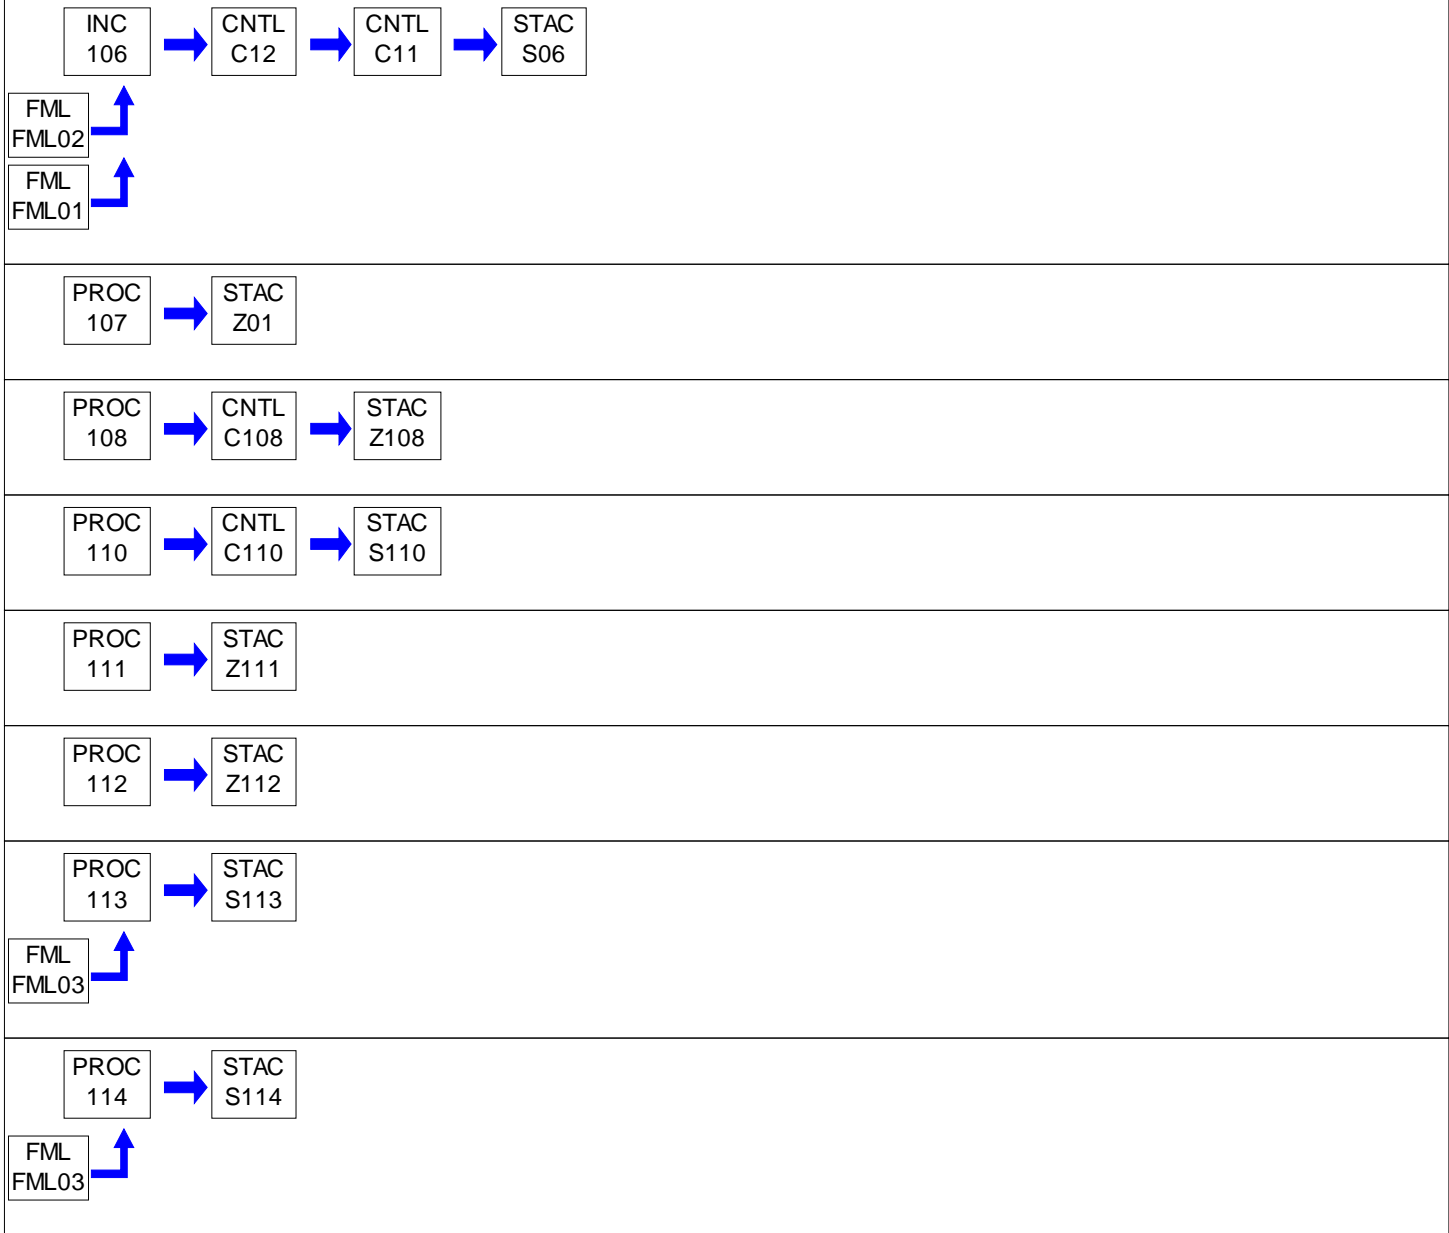 INC
106
CNTL
C12
CNTL
C11
STAC
S06
FML
FML02
FML
FML01
PROC
107
STAC
Z01
PROC
108
CNTL
C108
STAC
Z108
PROC
110
CNTL
C110
STAC
S110
PROC
111
STAC
Z111
PROC
112
STAC
Z112
PROC
113
STAC
S113
FML
FML03
PROC
114
STAC
S114
FML
FML03